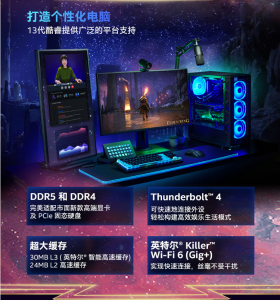 打造个性化电脑
13代酷睿提供广泛的平台支持
ELDEN RING
DDR5 和 DDR4
完美适配市面新款高端显卡
及 PCIe 固态硬盘
Thunderbolt™ 4
可快速地连接外设
轻松构建高效娱乐生活模式
超大缓存
30MB L3 ( 英特尔® 智能高速缓存)
24MB L2 高速缓存
英特尔® Killer™
Wi-Fi 6 (Gig+)
实现快速连接，丝毫不受干扰